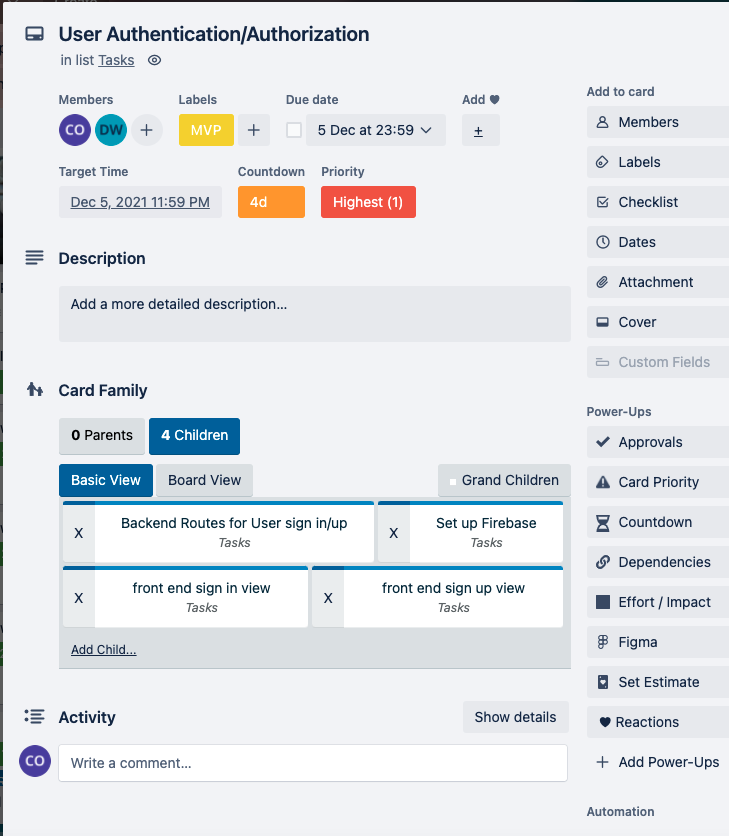 User Authentication/Authorization
in list Tasks
Members
Labels
Due date
Add ♥
CO
DW
+
MVP
+
5 Dec at 23:59
+
Target Time
Countdown
Priority
Dec 5, 2021 11:59 PM
4d
Highest (1)
Description
Add a more detailed description...
Card Family
0 Parents
4 Children
Basic View
Board View
Grand Children
X
Backend Routes for User sign in/up
Tasks
X
Set up Firebase
Tasks
X
front end sign in view
Tasks
X
front end sign up view
Tasks
Add Child...
Activity
Show details
CO
Write a comment...
Add to card
Members
Labels
Checklist
Dates
Attachment
Cover
Custom Fields
Power-Ups
Approvals
Card Priority
Countdown
Dependencies
Effort / Impact
Figma
Set Estimate
Reactions
+ Add Power-Ups
Automation